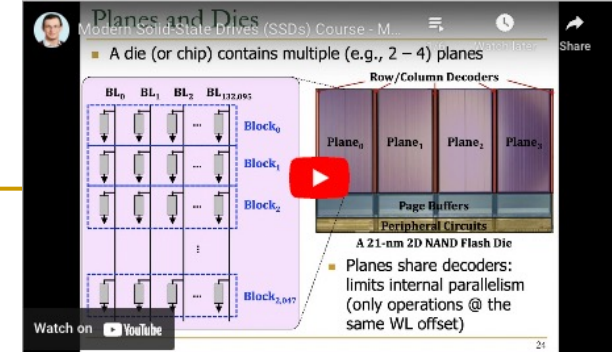 Planes and Dies
Modern Solid-State Drives (SSDs) Course - M...
Watch later
Share
A die (or chip) contains multiple (e.g., 2 – 4) planes
Row/Column Decoders
BL0 BL1 BL2 BL132,095
... Block0
... Block1
... Block2
⋮
... Block2,047
Plane0 Plane1 Plane2 Plane3
Page Buffers
Peripheral Circuits
A 21-nm 2D NAND Flash Die
Planes share decoders:
limits internal parallelism
(only operations @ the
same WL offset)
Watch on YouTube
24